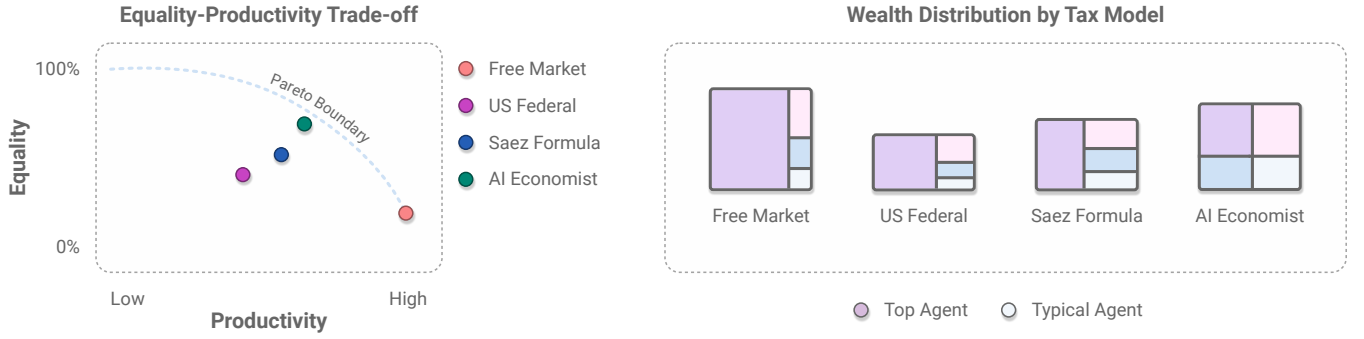 Equality-Productivity Trade-off
100%
0%
Equality
Pareto Boundary
Low
High
Productivity
Free Market
US Federal
Saez Formula
AI Economist
Wealth Distribution by Tax Model
Free Market
US Federal
Saez Formula
AI Economist
Top Agent
Typical Agent